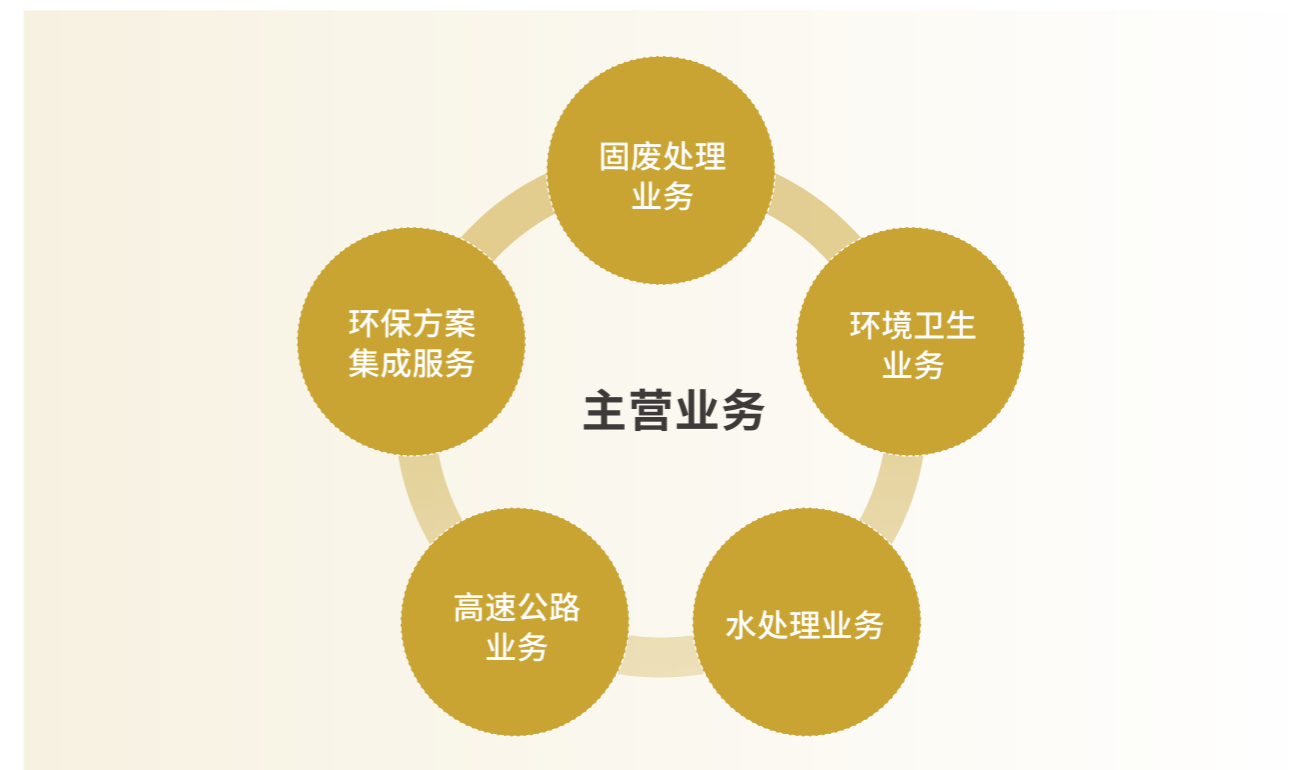 固废处理
业务
环保方案
集成服务
环境卫生
业务
主营业务
高速公路
业务
水处理业务